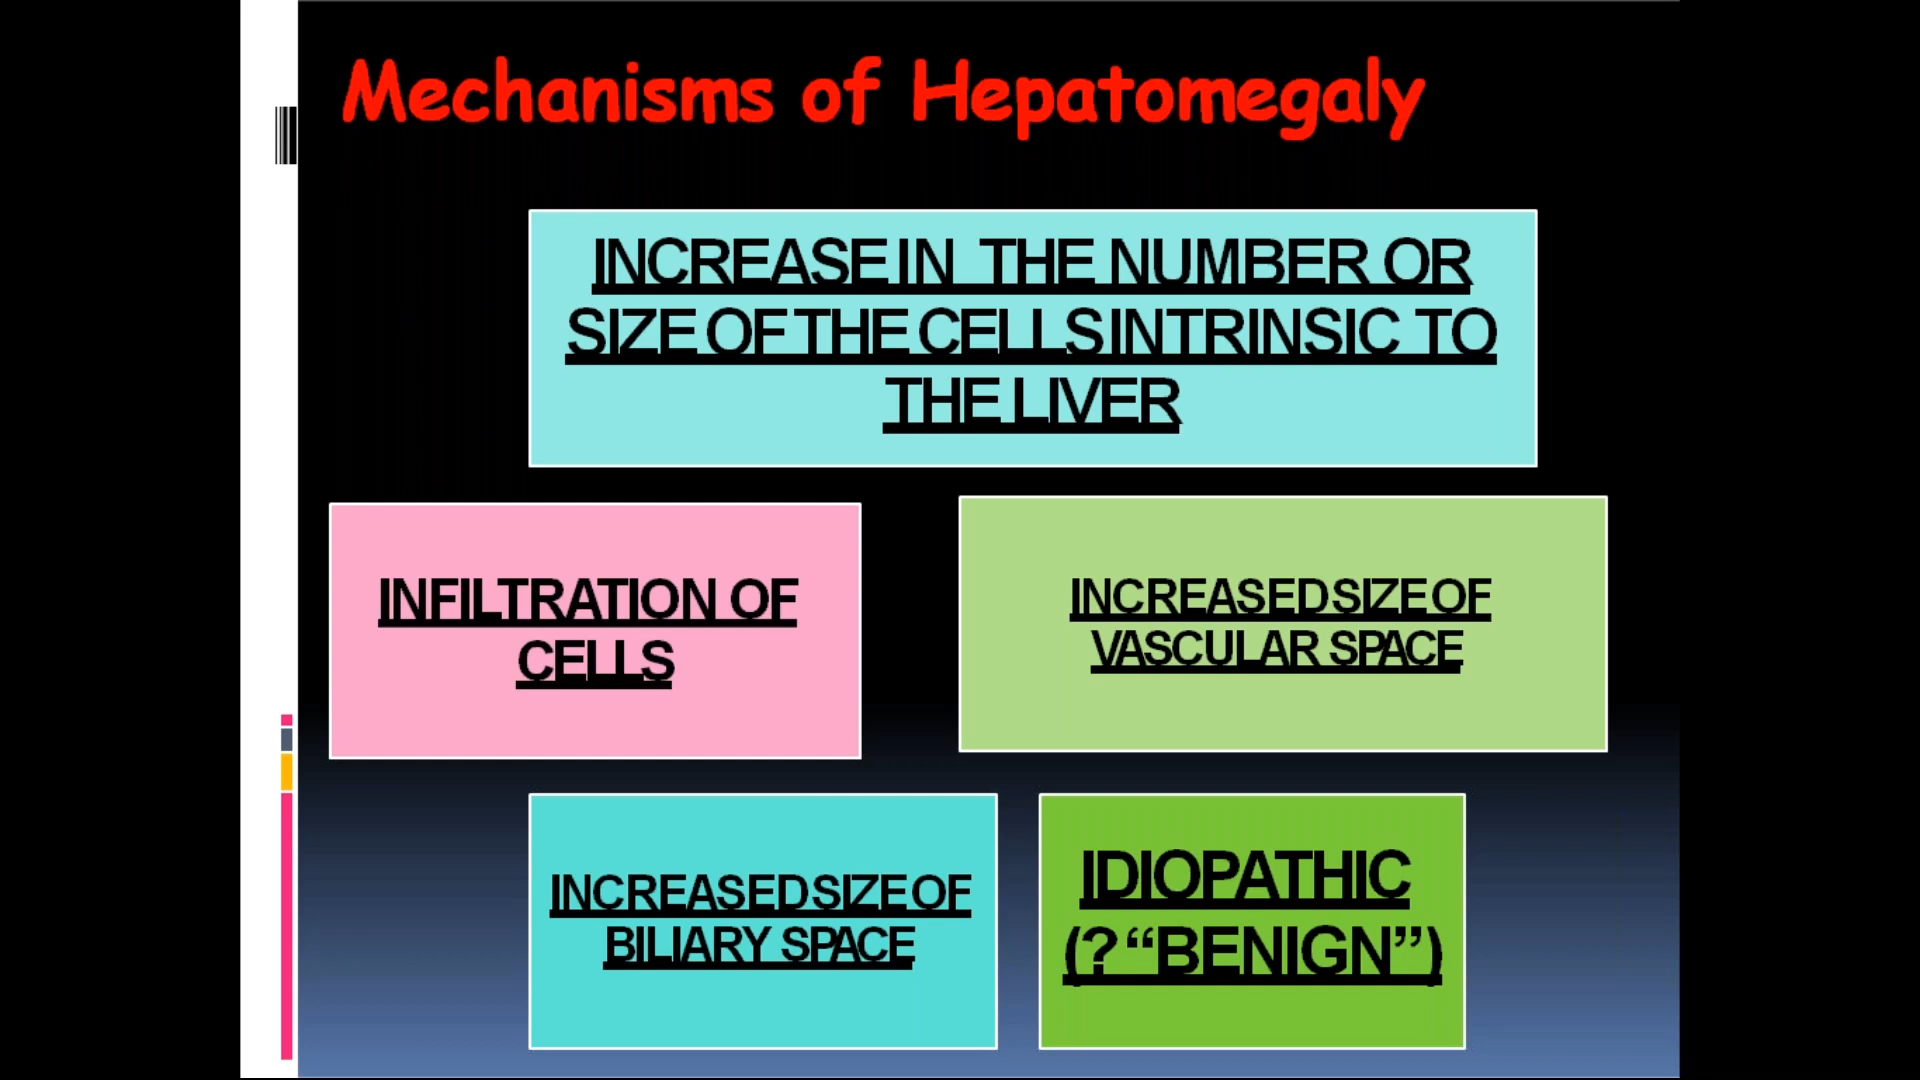 Mechanisms of Hepatomegaly
INCREASE IN THE NUMBER OR
SIZE OF THE CELLS INTRINSIC TO
THE LIVER
INFILTRATION OF
CELLS
INCREASED SIZE OF
VASCULAR SPACE
INCREASED SIZE OF
BILIARY SPACE
IDIOPATHIC
(? “BENIGN”)